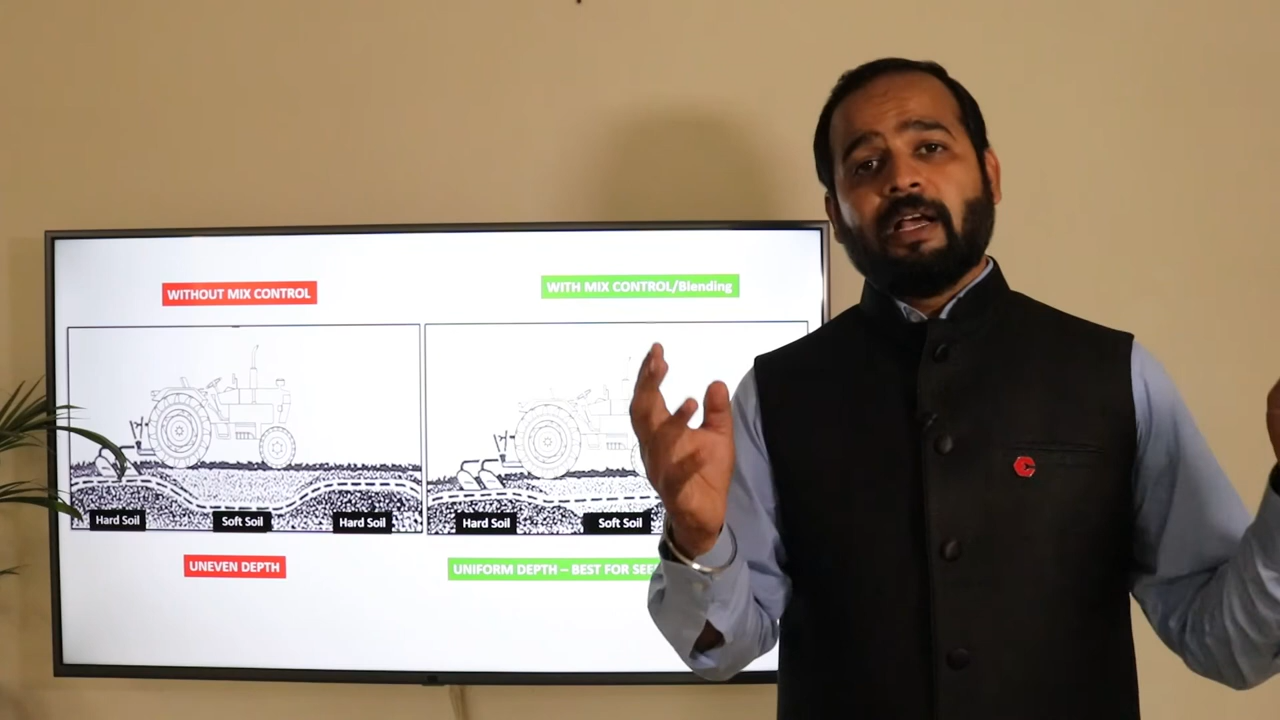 WITHOUT MIX CONTROL
WITH MIX CONTROL/Blending
Hard Soil
Soft Soil
Hard Soil
Hard Soil
Soft Soil
UNEVEN DEPTH
UNIFORM DEPTH – BEST FOR